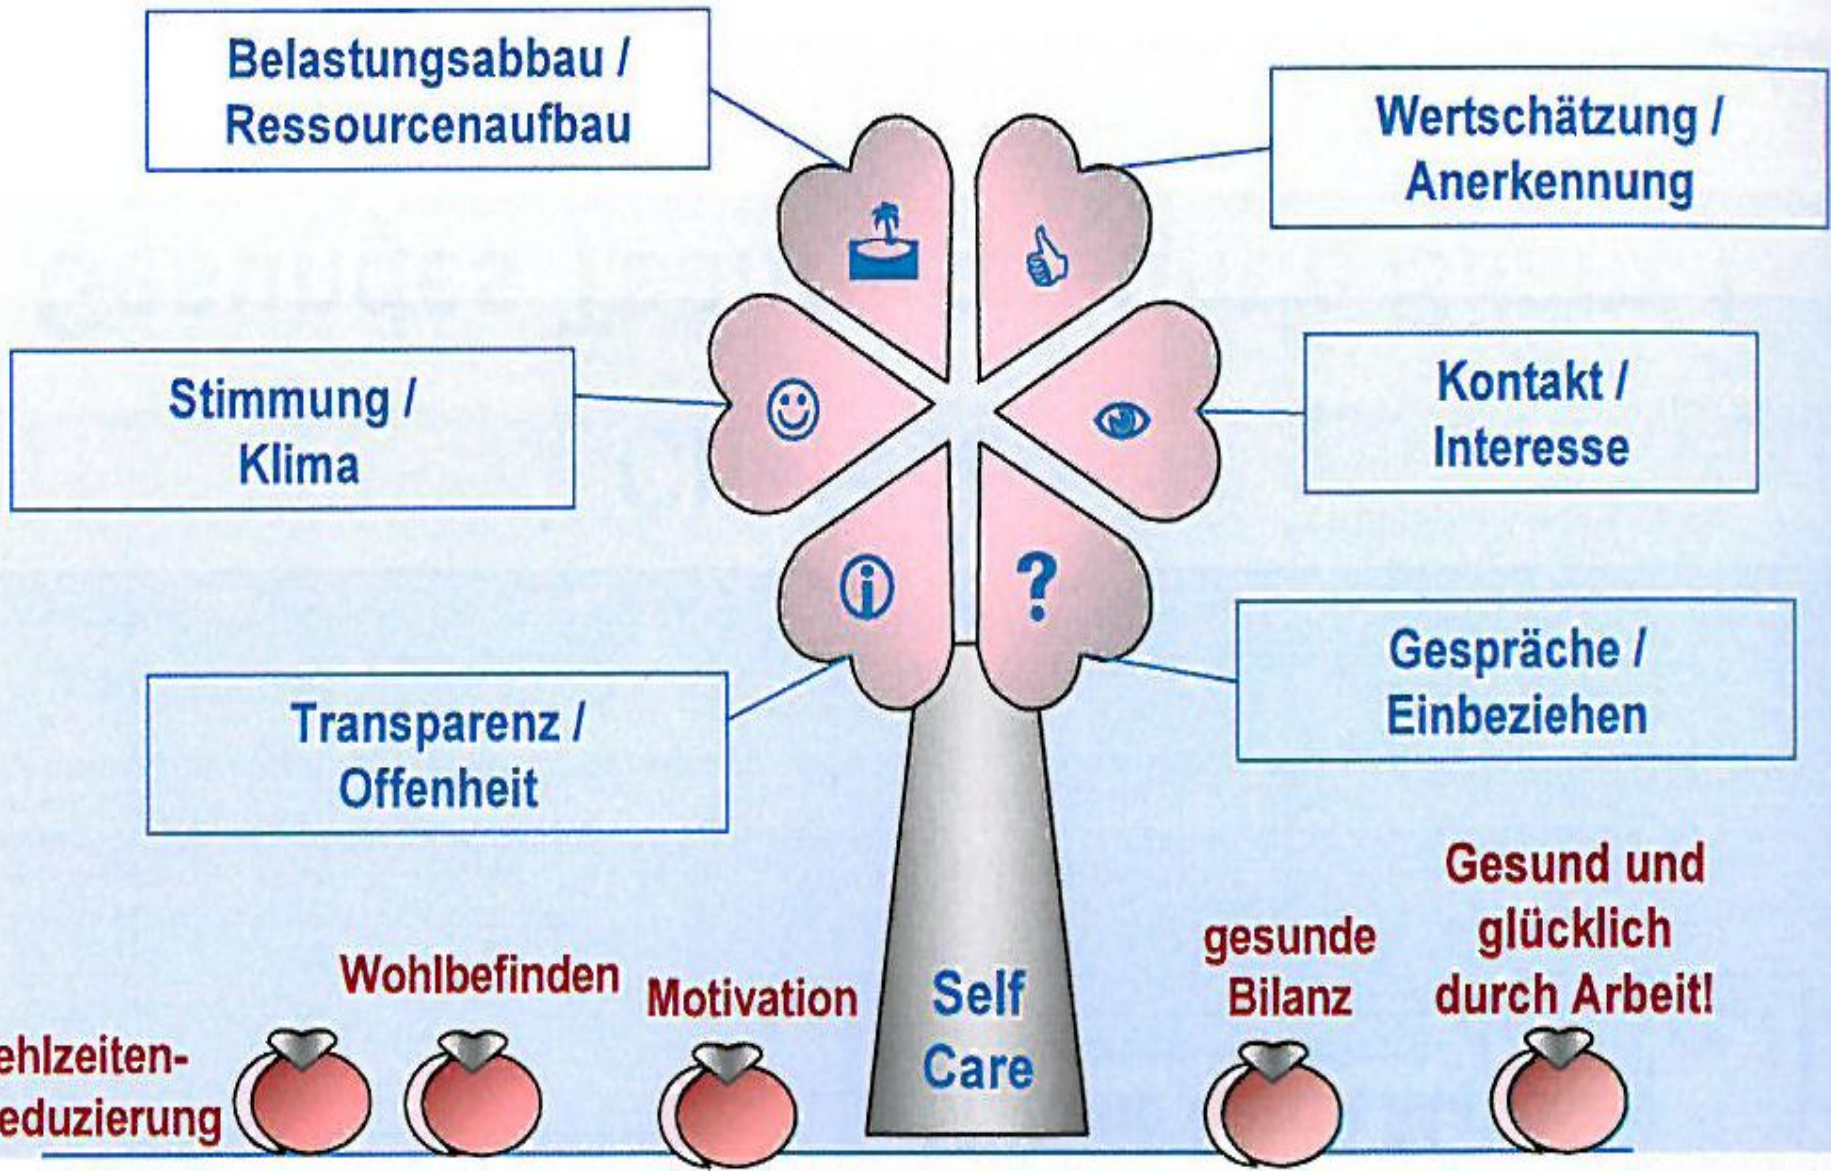 Belastungsabbau /
Ressourcenaufbau
Wertschätzung /
Anerkennung
Stimmung /
Klima
Kontakt /
Interesse
Transparenz /
Offenheit
Gespräche /
Einbeziehen
Self
Care
ehlzeiten-
eduzierung
Wohlbefinden
Motivation
gesunde
Bilanz
Gesund und
glücklich
durch Arbeit!